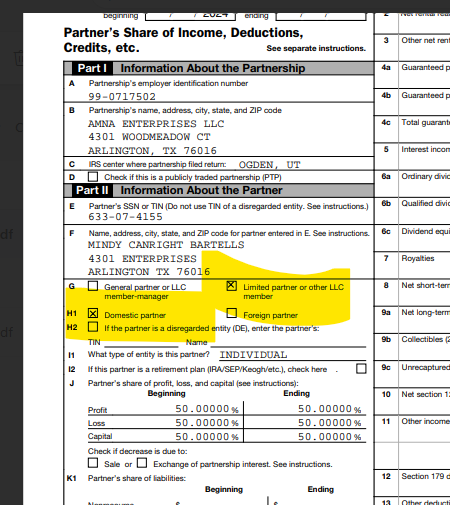 beginning / / 2024 ending / /
Partner's Share of Income, Deductions,
Credits, etc. See separate instructions.
Part I Information About the Partnership
A Partnership's employer identification number
99-0717502
B Partnership's name, address, city, state, and ZIP code
AMNA ENTERPRISES LLC
4301 WOODMEADOW CT
ARLINGTON, TX 76016
C IRS center where partnership filed return: OGDEN, UT
D Check if this is a publicly traded partnership (PTP)
Part II Information About the Partner
E Partner's SSN or TIN (Do not use TIN of a disregarded entity. See instructions.)
633-07-4155
F Name, address, city, state, and ZIP code for partner entered in E. See instructions.
MINDY CANRIGHT BARTELLS
4301 ENTERPRISES LLC
ARLINGTON TX 76016
G General partner or LLC member-manager
Limited partner or other LLC member
H1 Domestic partner Foreign partner
H2 If the partner is a disregarded entity (DE), enter the partner's:
TIN Name
I1 What type of entity is this partner? INDIVIDUAL
I2 If this partner is a retirement plan (IRA/SEP/Keogh/etc.), check here .
J Partner's share of profit, loss, and capital (see instructions):
Beginning Ending
Profit 50.00000 % 50.00000 %
Loss 50.00000 % 50.00000 %
Capital 50.00000 % 50.00000 %
Check if decrease is due to:
Sale or Exchange of partnership interest. See instructions.
K1 Partner's share of liabilities:
Beginning Ending
Nonrecourse $ $
2 Net rental
3 Other net ren
4a Guaranteed p
4b Guaranteed p
4c Total guarant
5 Interest incom
6a Ordinary divid
6b Qualified divid
6c Dividend equi
7 Royalties
8 Net short-terr
9a Net long-term
9b Collectibles (2
9c Unrecaptured
10 Net section 1
11 Other income
12 Section 179 d
13 Other deduct
df
df